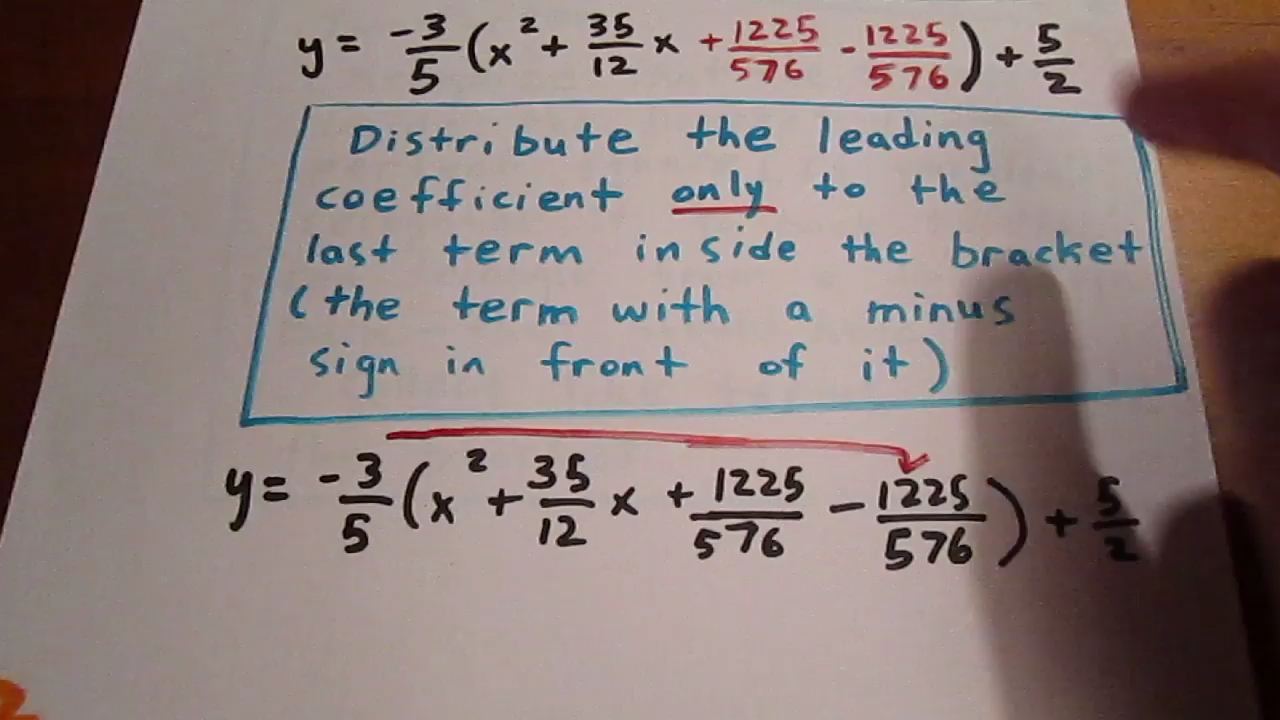 y = -3/5 (x² + 35/12 x + 1225/576 - 1225/576) + 5/2
Distribute the leading
coefficient only to the
last term inside the bracket
(the term with a minus
sign in front of it)
y = -3/5 (x² + 35/12 x + 1225/576 - 1225/576) + 5/2